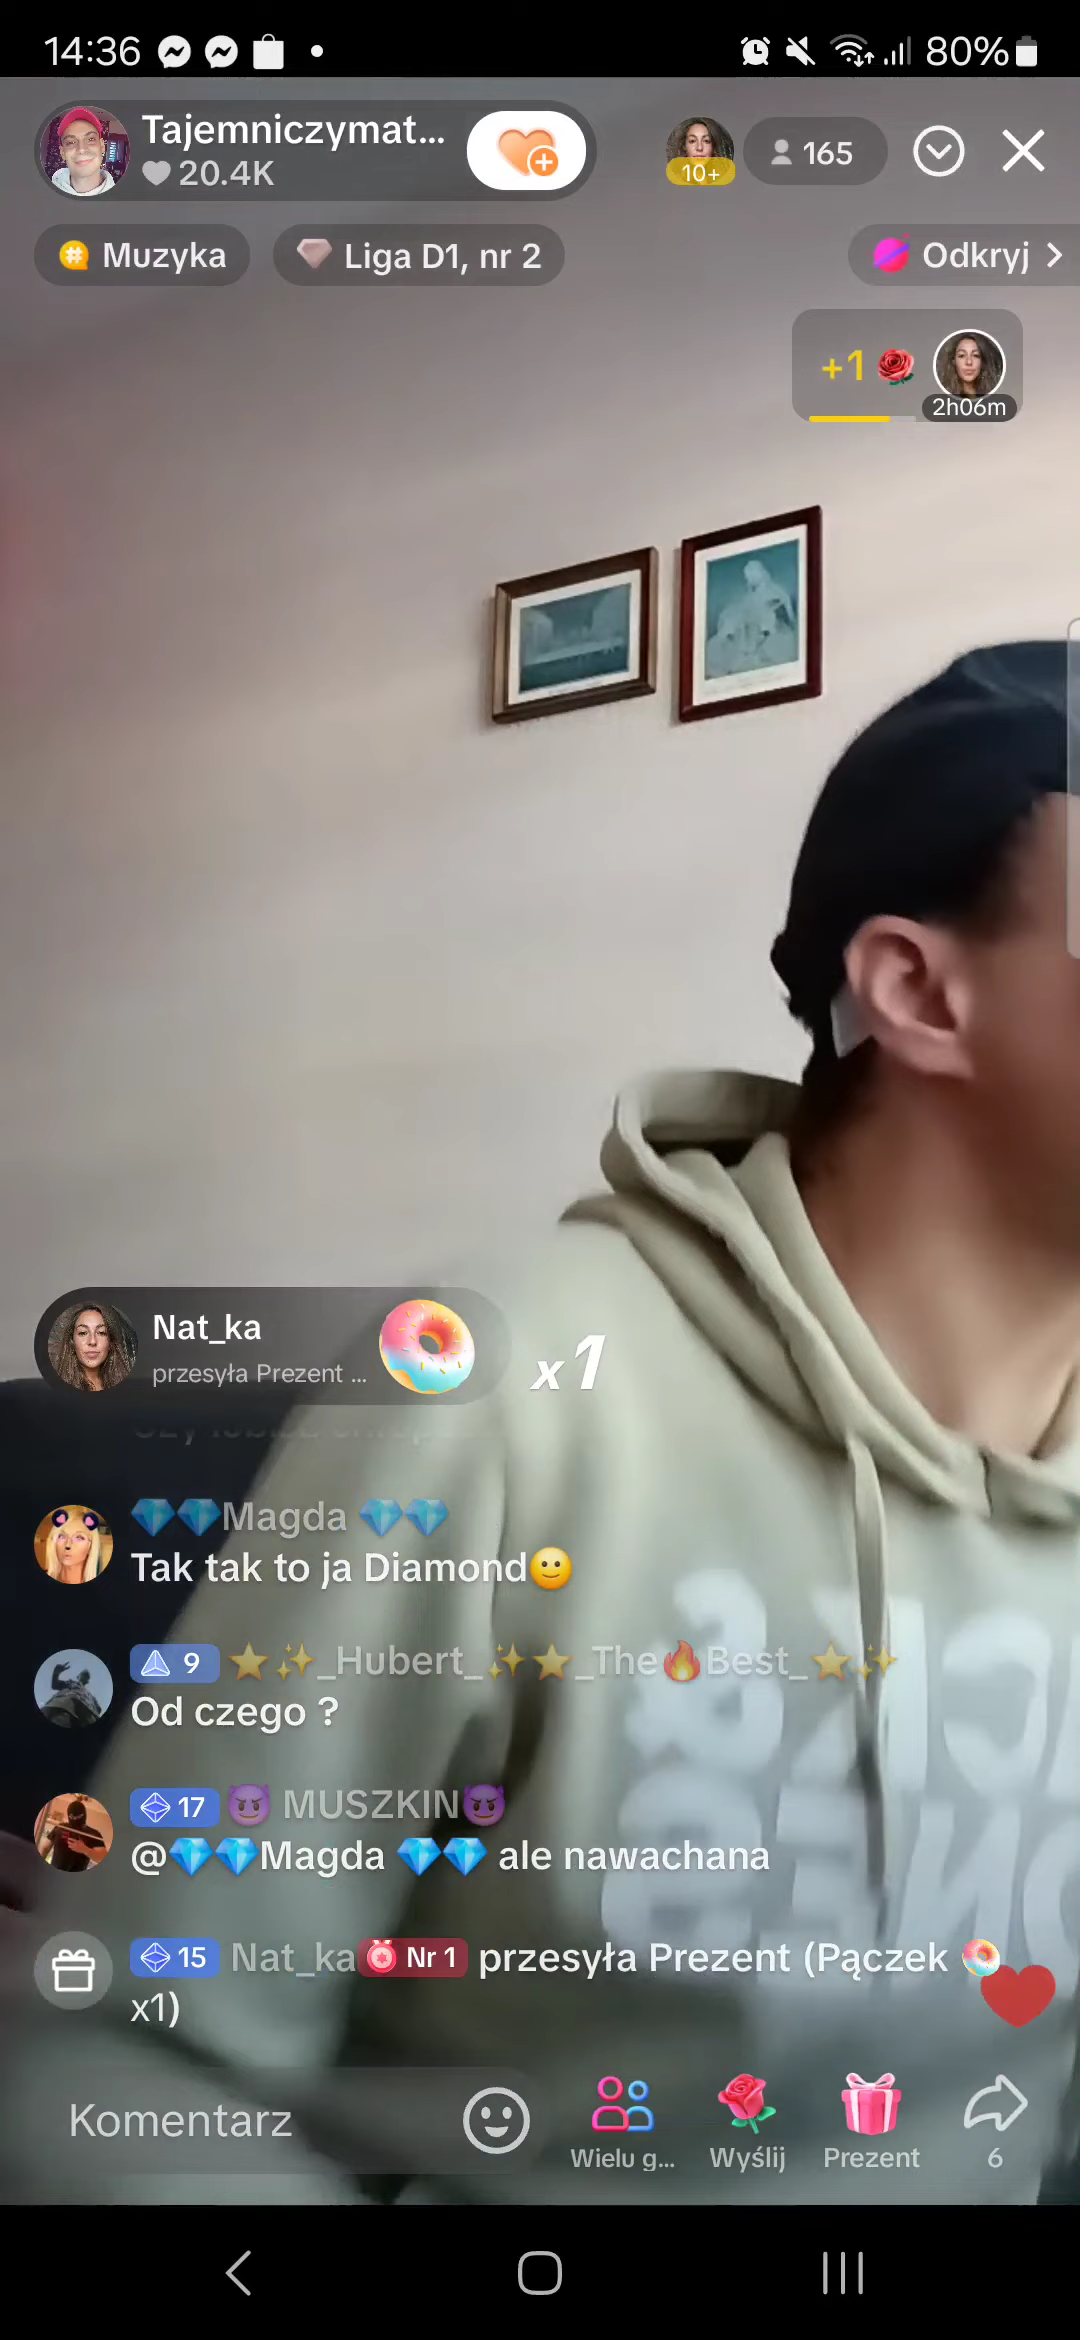 14:36
80%
Tajemniczymat...
20.4K
10+
165
Muzyka
Liga D1, nr 2
Odkryj
+1
2h06m
Nat_ka
przesyła Prezent ...
x1
💎💎Magda 💎💎
Tak tak to ja Diamond🙂
9 ⭐✨_Hubert_✨⭐_The🔥Best_⭐✨
Od czego ?
17 😈 MUSZKIN😈
@💎💎Magda 💎💎 ale nawachana
15 Nat_ka Nr 1 przesyła Prezent (Pączek 🍩
x1)
Komentarz
Wielu g...
Wyślij
Prezent
6